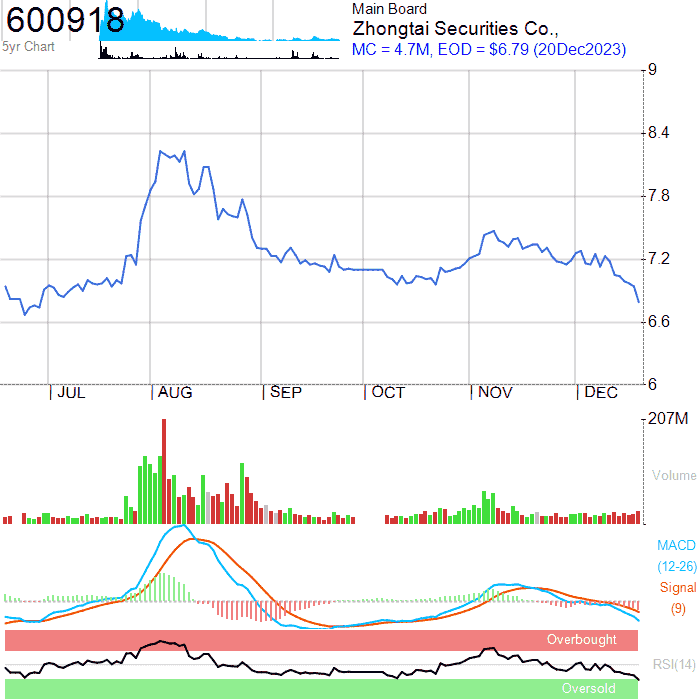 600918
5yr Chart
Main Board
Zhongtai Securities Co.,
MC = 4.7M, EOD = $6.79 (20Dec2023)
9
8.4
7.8
7.2
6.6
6
JUL AUG SEP OCT NOV DEC
207M
Volume
MACD
(12-26)
Signal
(9)
Overbought
RSI(14)
Oversold